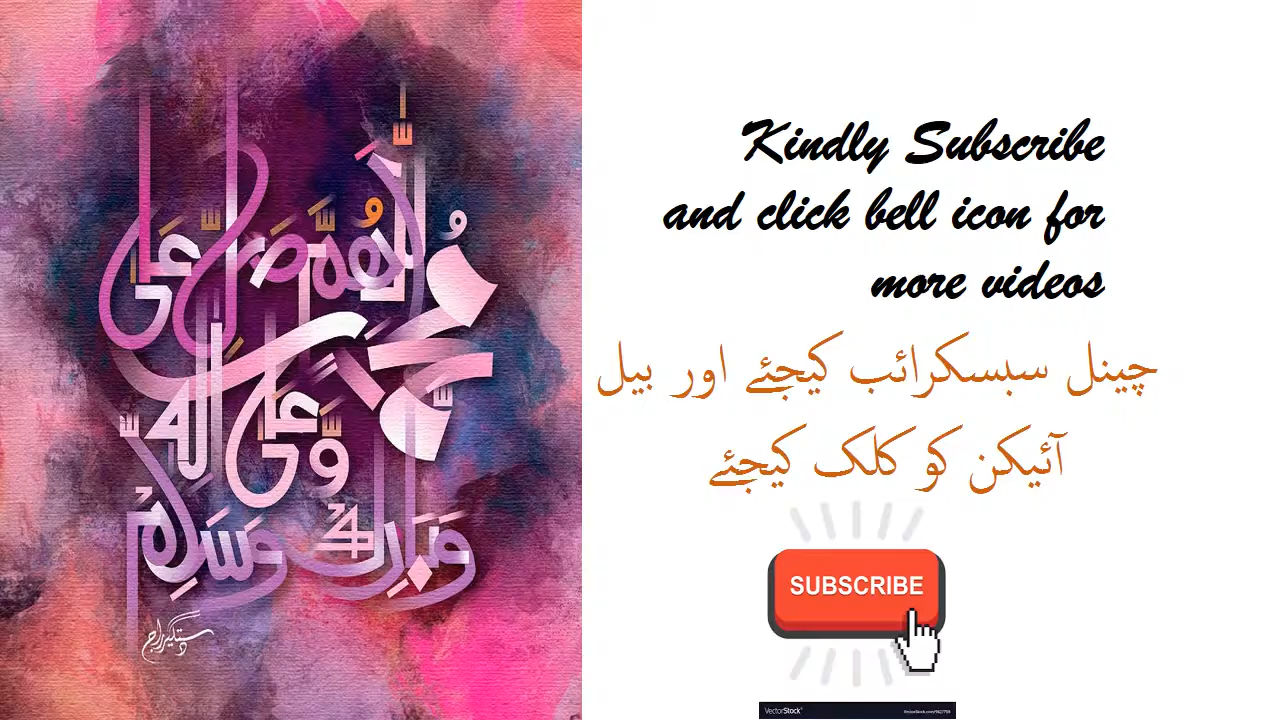 اللهم صل على
محمد
وعلى آله
وبارك وسلم
Kindly Subscribe
and click bell icon for
more videos
چینل سبسکرائب کیجئے اور بیل
آئیکن کو کلک کیجئے
SUBSCRIBE
VectorStock®